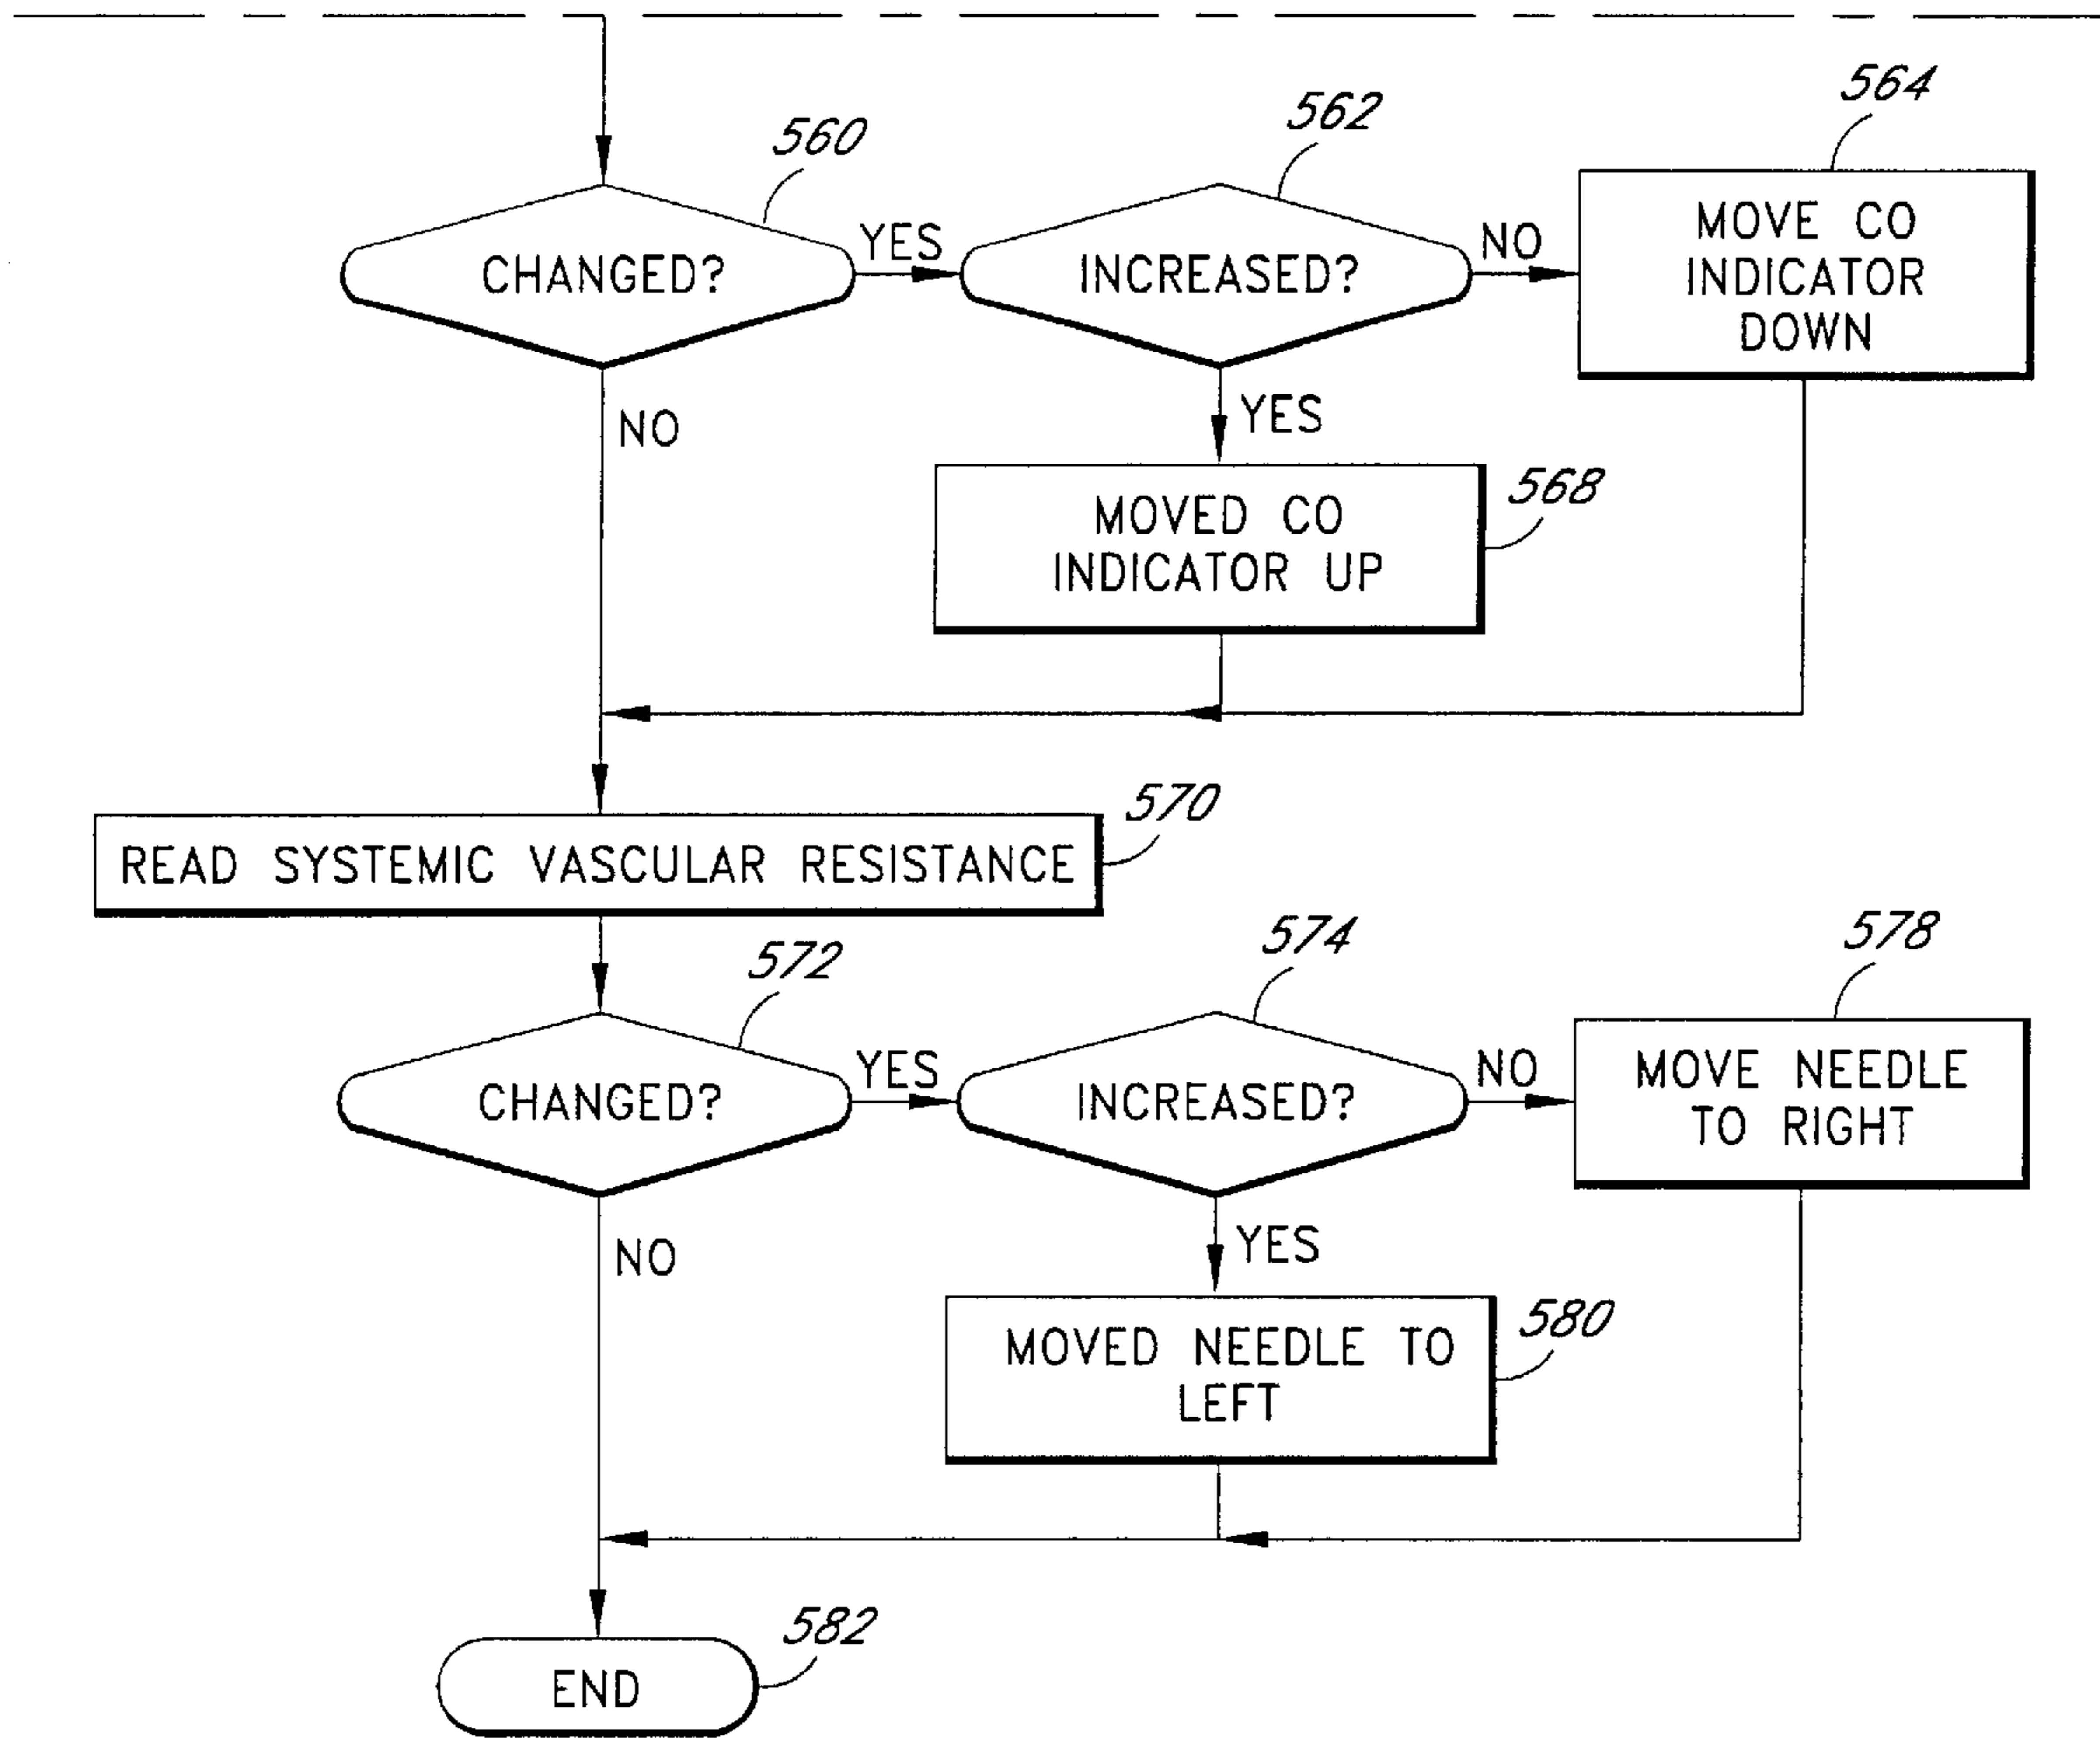 560
562
564
CHANGED?
YES
INCREASED?
NO
MOVE CO
INDICATOR
DOWN
NO
YES
568
MOVED CO
INDICATOR UP
570
READ SYSTEMIC VASCULAR RESISTANCE
572
574
578
CHANGED?
YES
INCREASED?
NO
MOVE NEEDLE
TO RIGHT
NO
YES
580
MOVED NEEDLE TO
LEFT
582
END